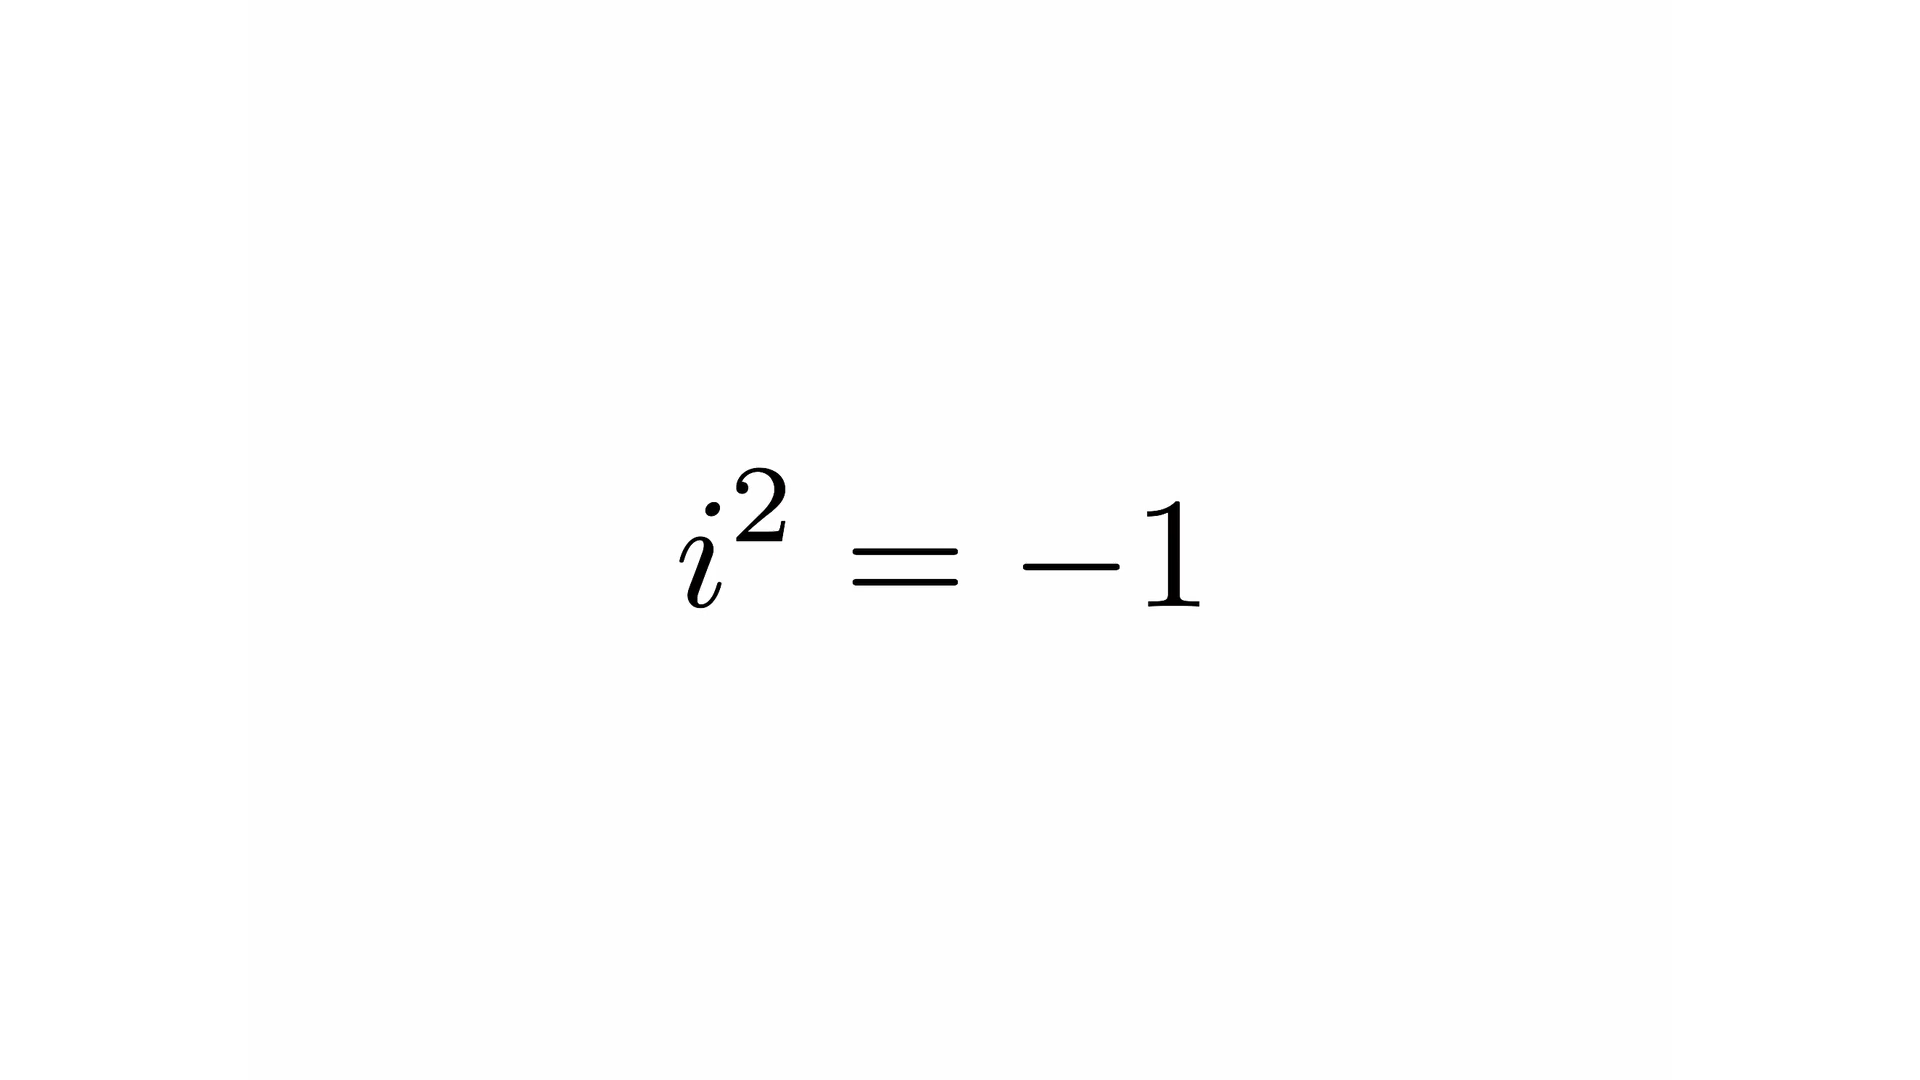 i² = −1